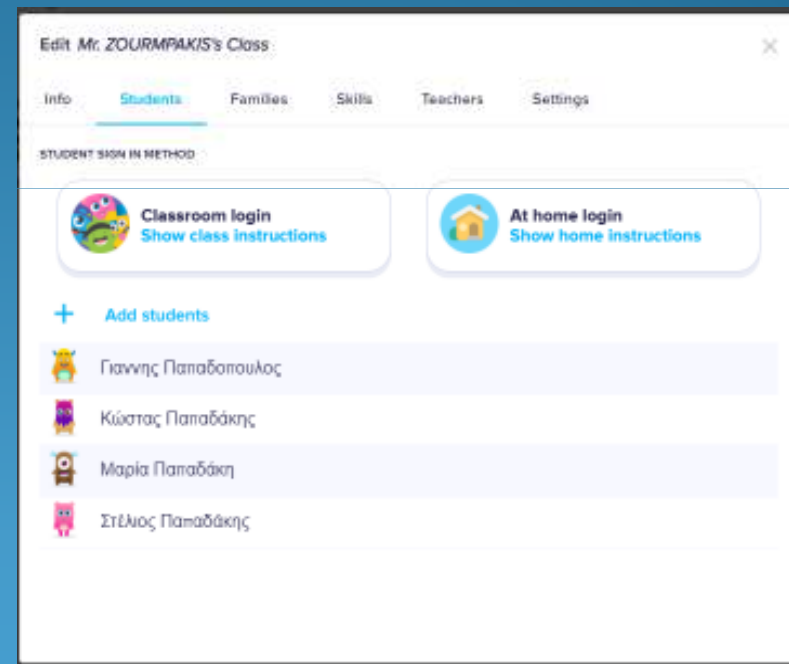 Edit Mr. ZOURMPAKIS's Class
Info Students Families Skills Teachers Settings
STUDENT SIGN IN METHOD
Classroom login
Show class instructions
At home login
Show home instructions
+ Add students
Γιαννης Παπαδοπουλος
Κώστας Παπαδάκης
Μαρία Παπαδάκη
Στέλιος Παπαδάκης